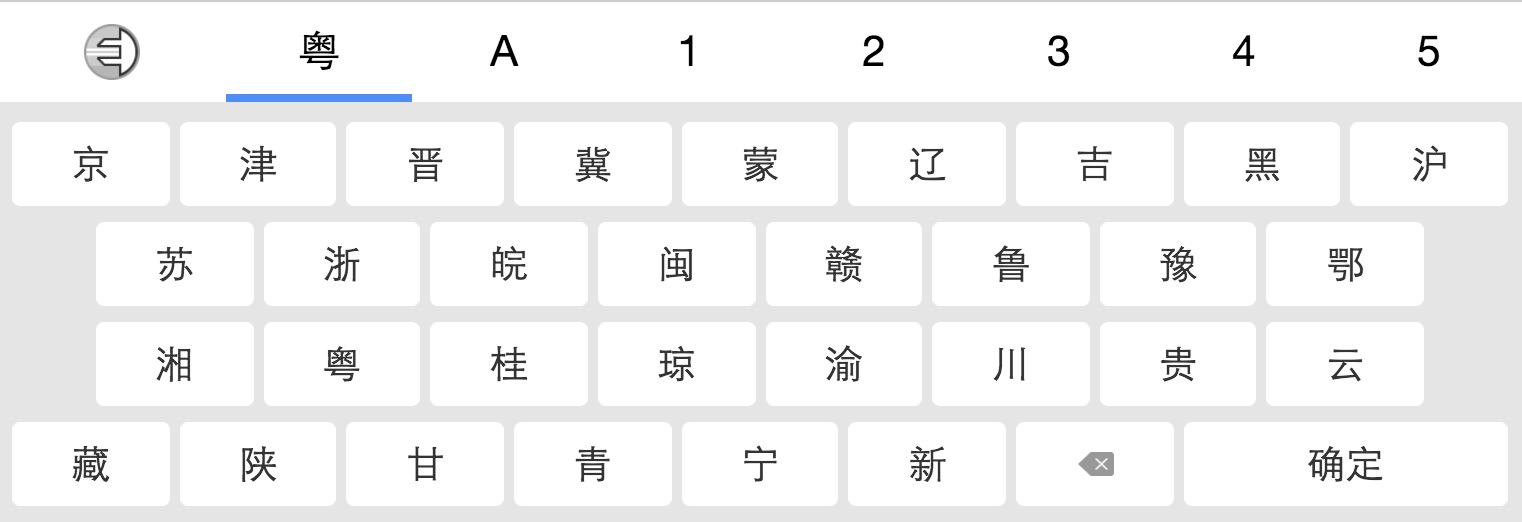 粤 A 1 2 3 4 5
京 津 晋 冀 蒙 辽 吉 黑 沪
苏 浙 皖 闽 赣 鲁 豫 鄂
湘 粤 桂 琼 渝 川 贵 云
藏 陕 甘 青 宁 新 确定